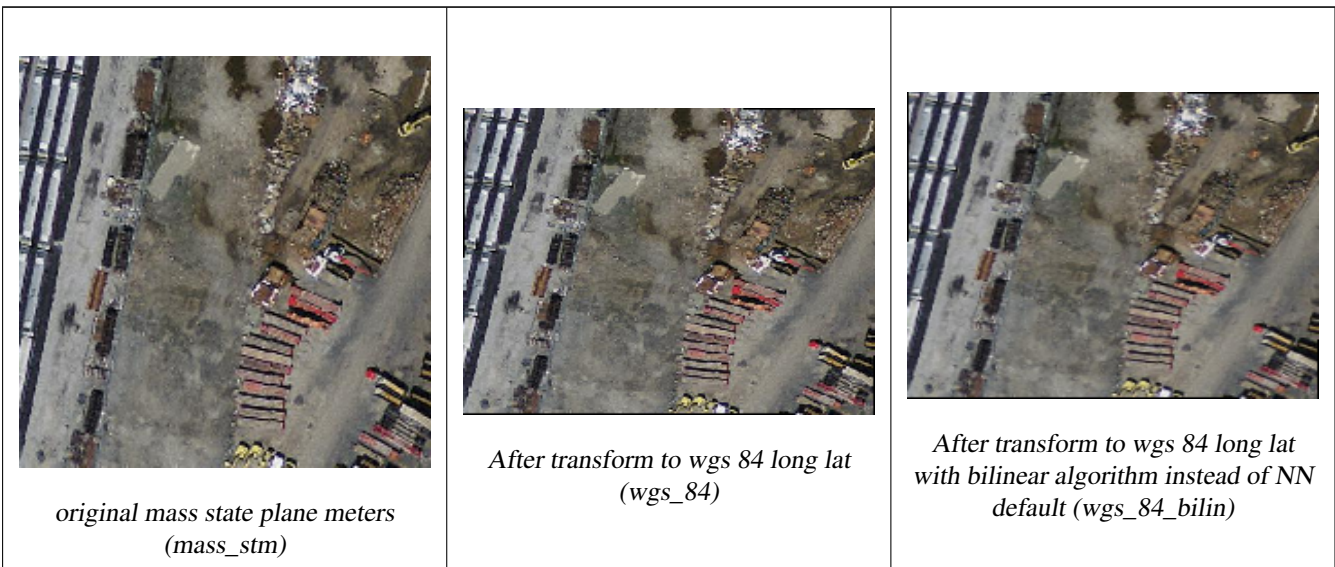 original mass state plane meters
(mass_stm)
After transform to wgs 84 long lat
(wgs_84)
After transform to wgs 84 long lat
with bilinear algorithm instead of NN
default (wgs_84_bilin)